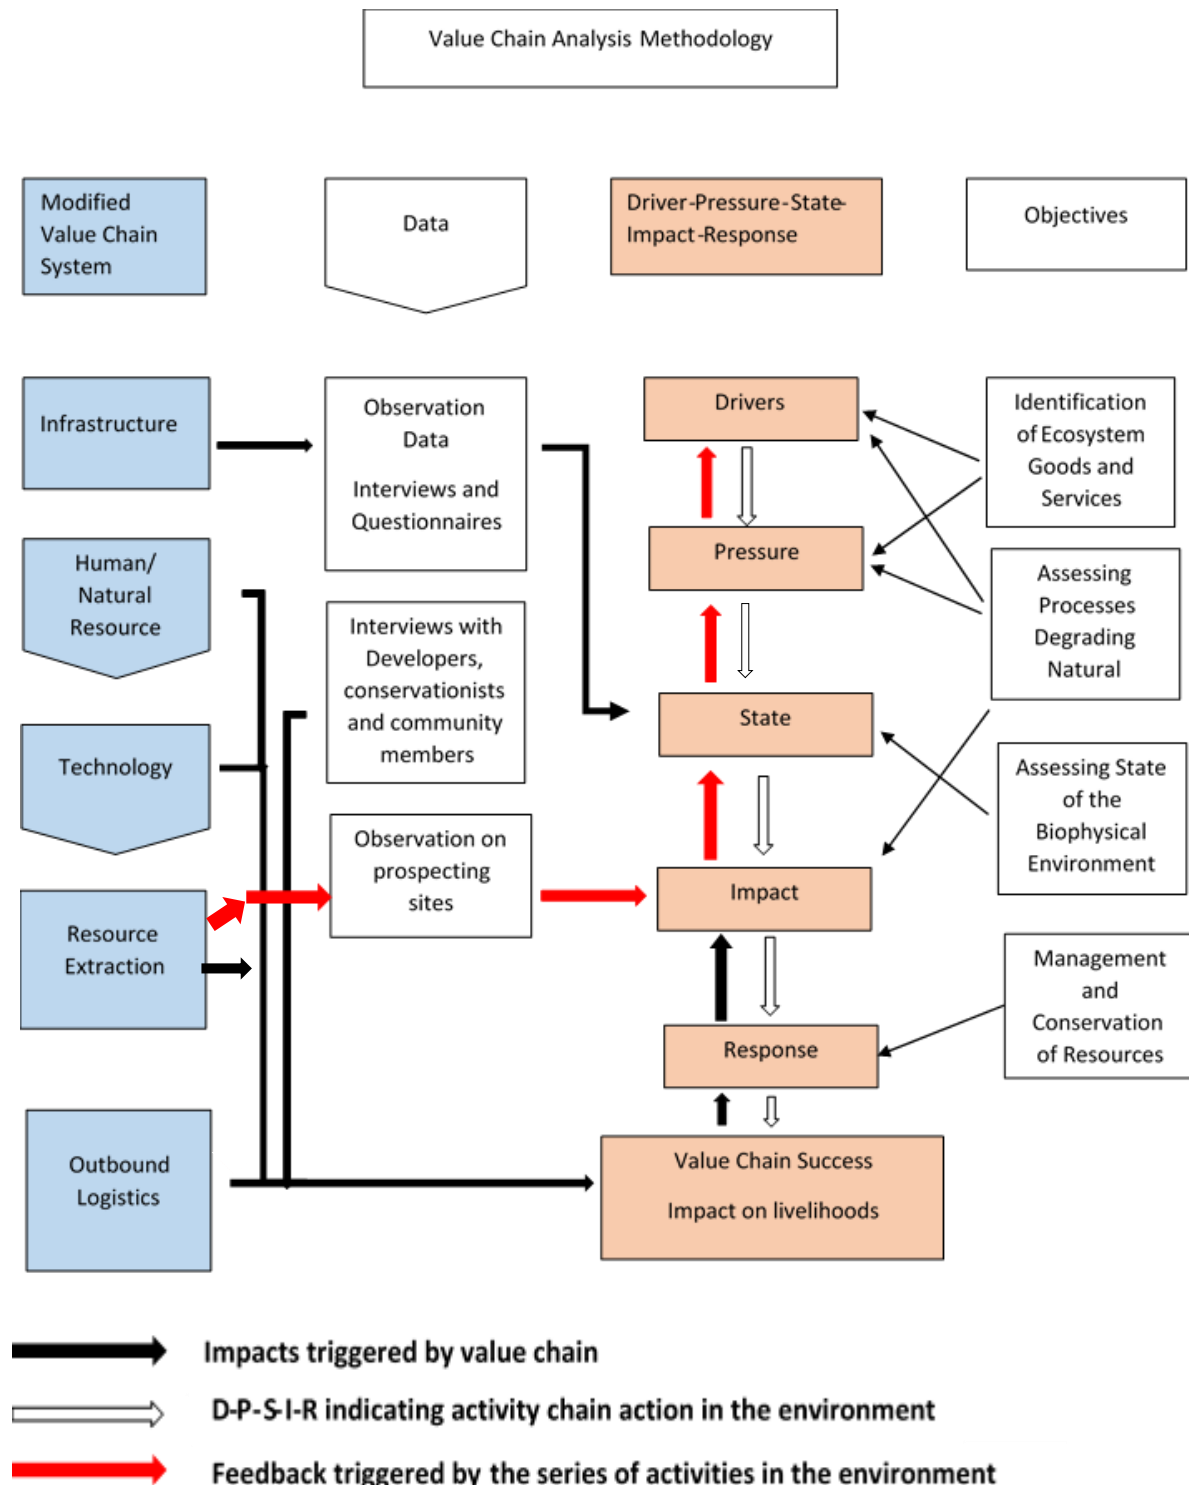 Value Chain Analysis Methodology
Modified
Value Chain
System
Data
Driver-Pressure-State-
Impact-Response
Objectives
Infrastructure
Observation
Data
Interviews and
Questionnaires
Drivers
Identification
of Ecosystem
Goods and
Services
Human/
Natural
Resource
Pressure
Assessing
Processes
Degrading
Natural
Interviews with
Developers,
conservationists
and community
members
State
Technology
Assessing State
of the
Biophysical
Environment
Observation on
prospecting
sites
Impact
Resource
Extraction
Management
and
Conservation
of Resources
Response
Outbound
Logistics
Value Chain Success
Impact on livelihoods
Impacts triggered by value chain
D-P-S-I-R indicating activity chain action in the environment
Feedback triggered by the series of activities in the environment